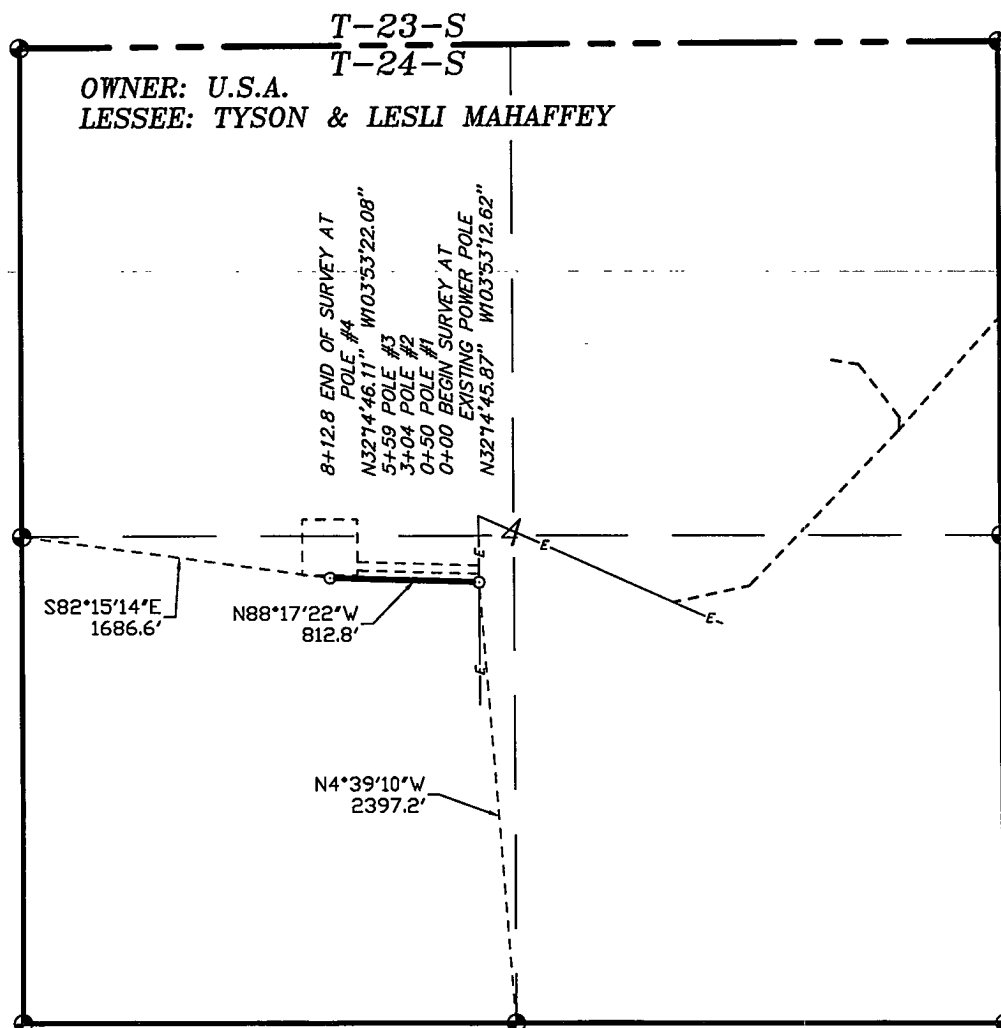 T-23-S
T-24-S
OWNER: U.S.A.
LESSEE: TYSON & LESLI MAHAFFEY
8+12.8 END OF SURVEY AT
POLE #4
N32°14'46.11" W103°53'22.08"
5+59 POLE #3
3+04 POLE #2
0+50 POLE #1
0+00 BEGIN SURVEY AT
EXISTING POWER POLE
N32°14'45.87" W103°53'12.62"
4
E
E
E
E
S82°15'14"E
1686.6'
N88°17'22"W
812.8'
N4°39'10"W
2397.2'